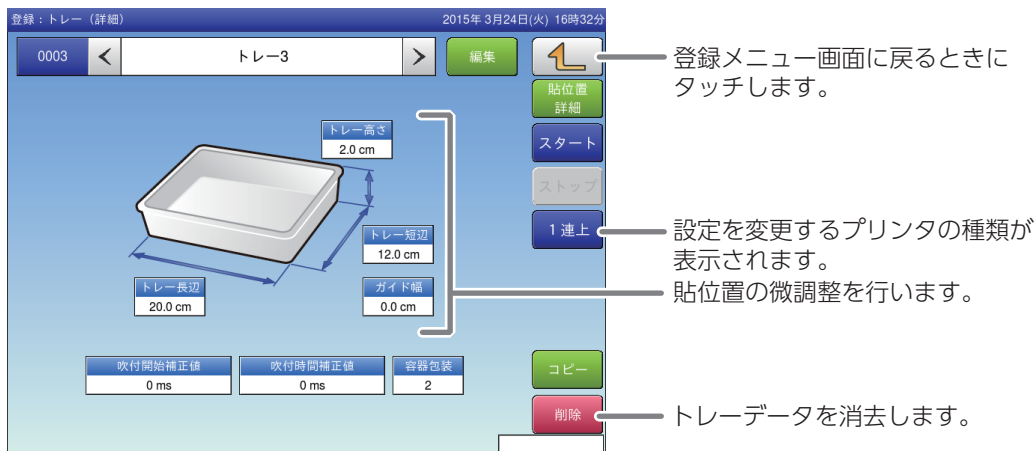 登録:トレー（詳細） 2015年 3月24日(火) 16時32分
0003 < トレー3 > 編集
登録メニュー画面に戻るときに
タッチします。
貼位置
詳細
トレー高さ
2.0 cm
スタート
ストップ
トレー短辺
12.0 cm
1連上
設定を変更するプリンタの種類が
表示されます。
トレー長辺
20.0 cm
ガイド幅
0.0 cm
貼位置の微調整を行います。
吹付開始補正値
0 ms
吹付時間補正値
0 ms
容器包装
2
コピー
削除
トレーデータを消去します。